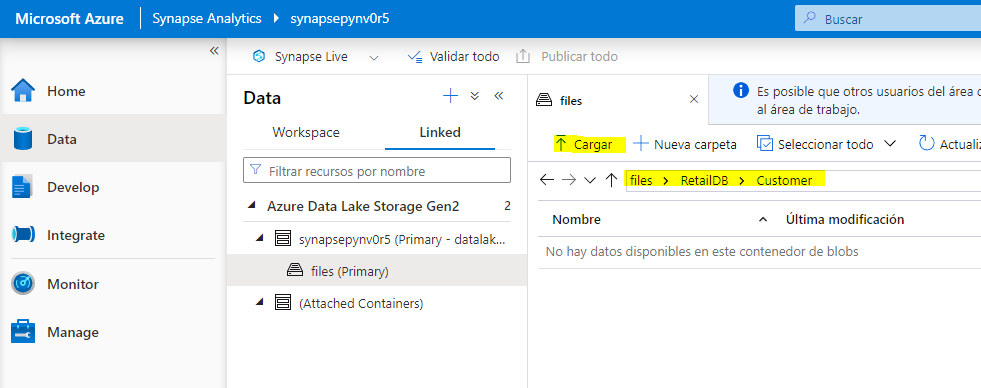 Microsoft Azure Synapse Analytics synapsepynv0r5 Buscar
«
Home
Data
Develop
Integrate
Monitor
Manage
Synapse Live Validar todo Publicar todo
Data
Workspace Linked
Filtrar recursos por nombre
Azure Data Lake Storage Gen2 2
synapsepynv0r5 (Primary - datalak...
files (Primary)
(Attached Containers)
files
Es posible que otros usuarios del área
al área de trabajo.
Cargar Nueva carpeta Seleccionar todo Actualiz
files > RetailDB > Customer
Nombre Última modificación
No hay datos disponibles en este contenedor de blobs